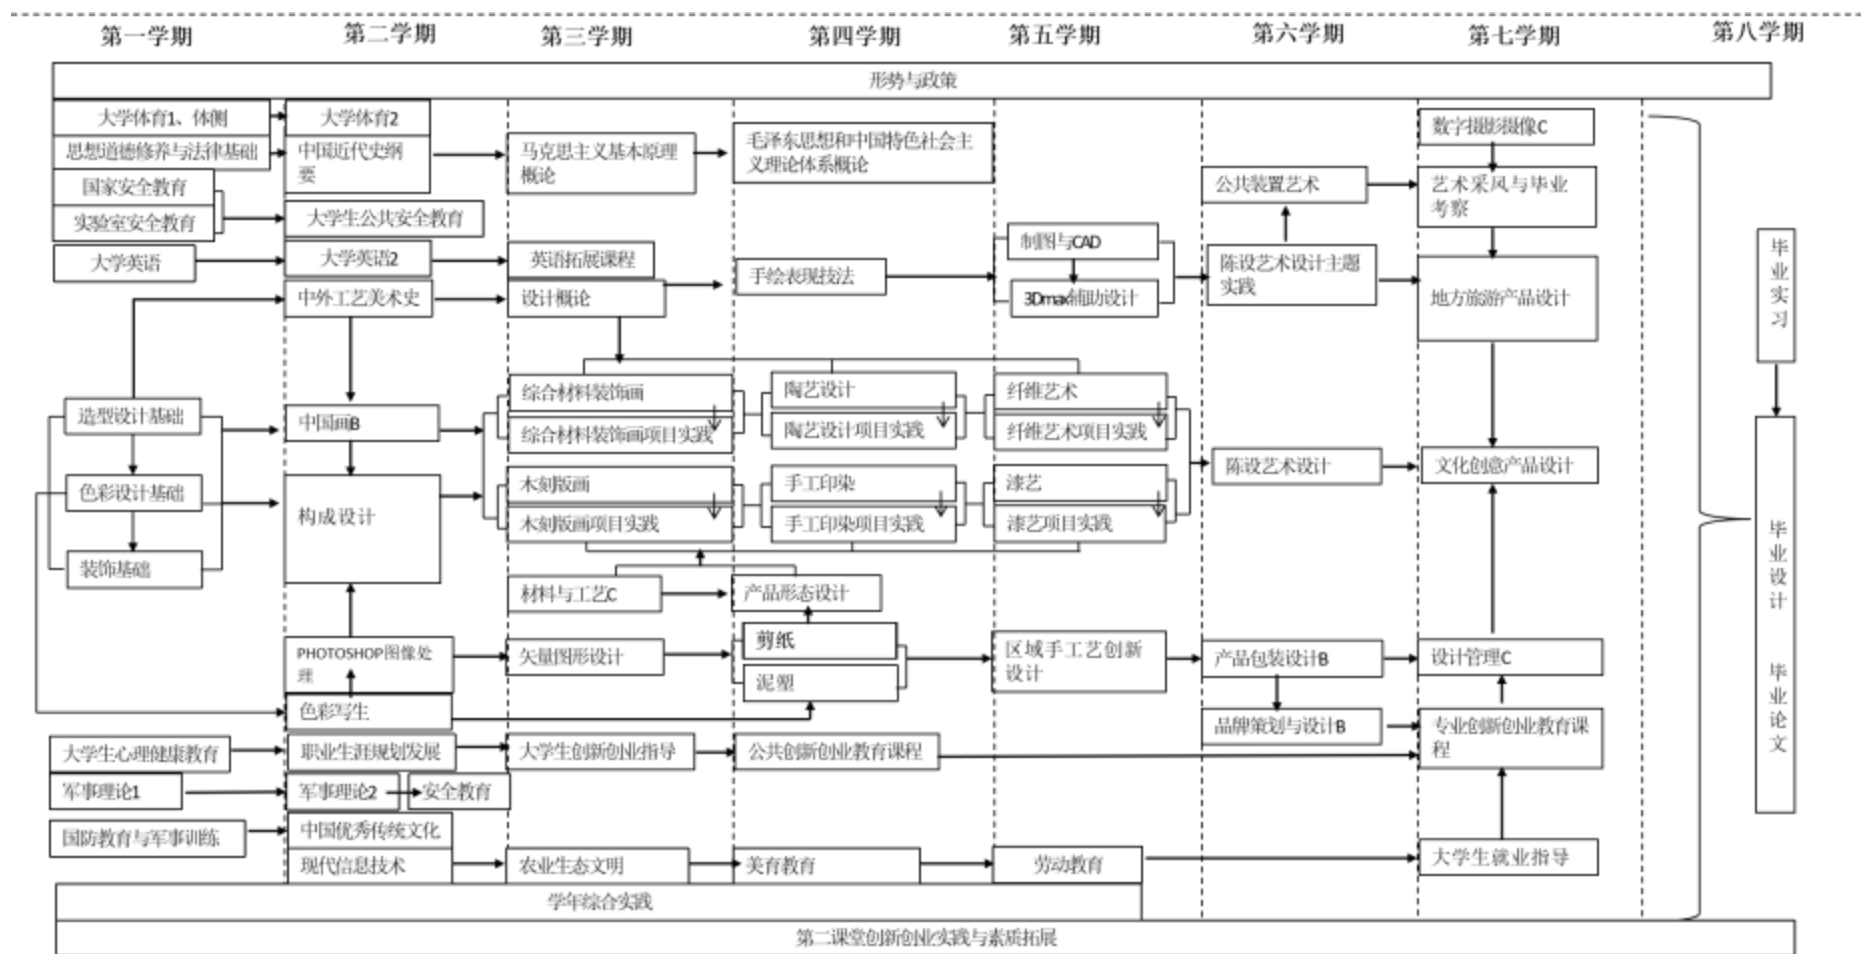 第一学期
第二学期
第三学期
第四学期
第五学期
第六学期
第七学期
第八学期
形势与政策
大学体育1、体侧
思想道德修养与法律基础
国家安全教育
实验室安全教育
大学英语
造型设计基础
色彩设计基础
装饰基础
大学生心理健康教育
军事理论1
国防教育与军事训练
大学体育2
中国近代史纲
要
大学生公共安全教育
大学英语2
中外工艺美术史
中国画B
构成设计
PHOTOSHOP图像处
理
色彩写生
职业生涯规划发展
军事理论2
安全教育
中国优秀传统文化
现代信息技术
马克思主义基本原理
概论
英语拓展课程
设计概论
综合材料装饰画
综合材料装饰画项目实践
木刻版画
木刻版画项目实践
材料与工艺C
矢量图形设计
大学生创新创业指导
农业生态文明
毛泽东思想和中国特色社会主
义理论体系概论
手绘表现技法
陶艺设计
陶艺设计项目实践
手工印染
手工印染项目实践
产品形态设计
剪纸
泥塑
公共创新创业教育课程
美育教育
制图与CAD
3Dmax辅助设计
纤维艺术
纤维艺术项目实践
漆艺
漆艺项目实践
区域手工艺创新
设计
劳动教育
公共装置艺术
陈设艺术设计主题
实践
陈设艺术设计
产品包装设计B
品牌策划与设计B
数字摄影摄像C
艺术采风与毕业
考察
地方旅游产品设计
文化创意产品设计
设计管理C
专业创新创业教育课
程
大学生就业指导
毕业实习
毕业设计
毕业论文
学年综合实践
第二课堂创新创业实践与素质拓展